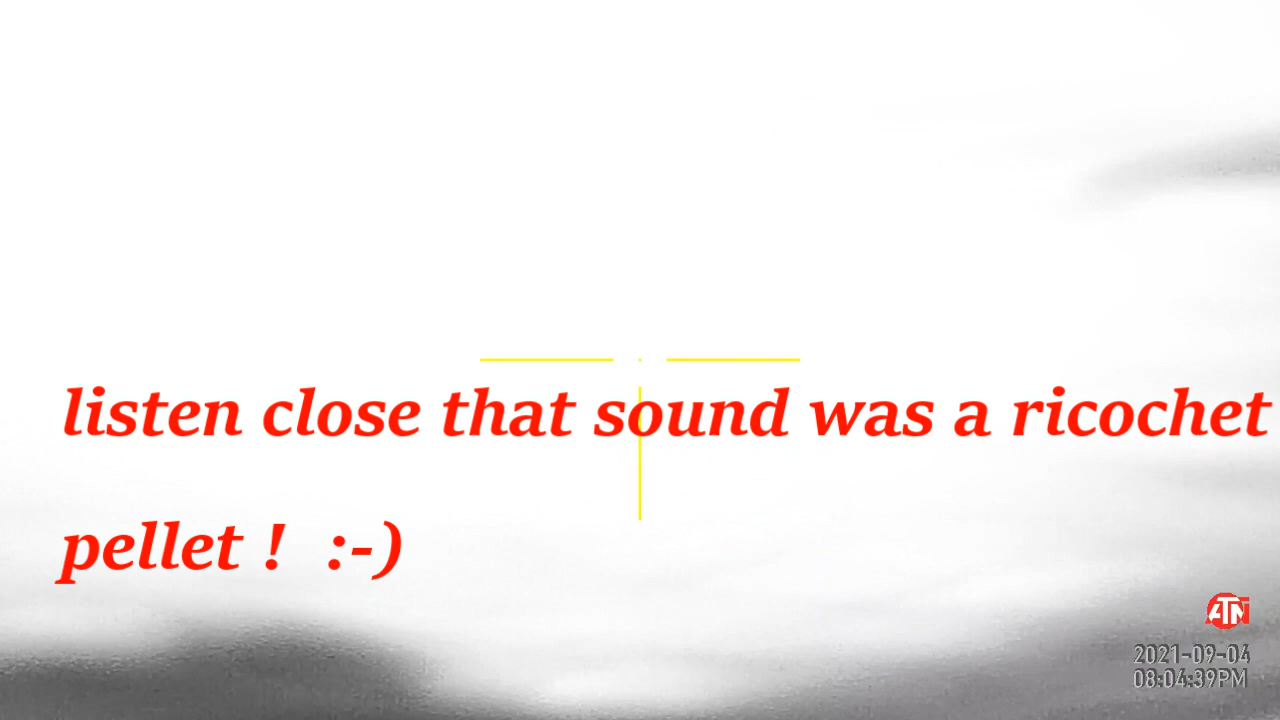 listen close that sound was a ricochet
pellet ! :-)
ATN
2021-09-04
08:04:39PM